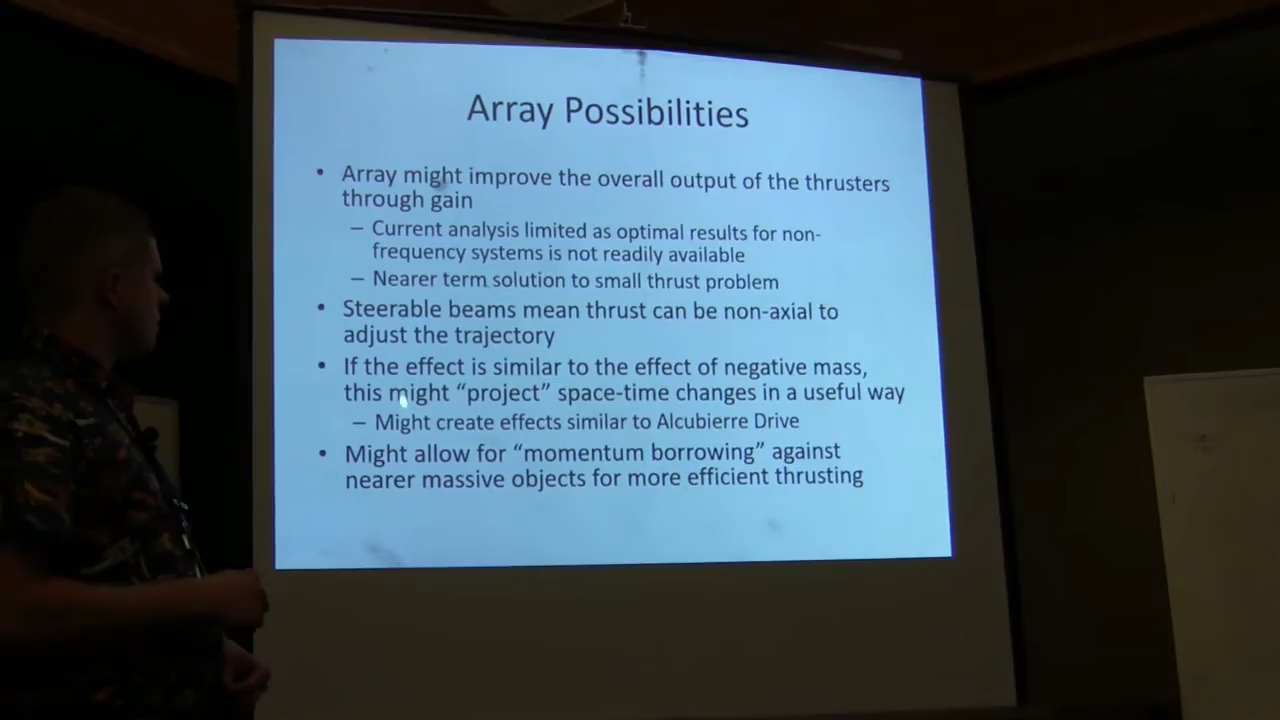 Array Possibilities
• Array might improve the overall output of the thrusters
through gain
– Current analysis limited as optimal results for non-
frequency systems is not readily available
– Nearer term solution to small thrust problem
• Steerable beams mean thrust can be non-axial to
adjust the trajectory
• If the effect is similar to the effect of negative mass,
this might “project” space-time changes in a useful way
– Might create effects similar to Alcubierre Drive
• Might allow for “momentum borrowing” against
nearer massive objects for more efficient thrusting